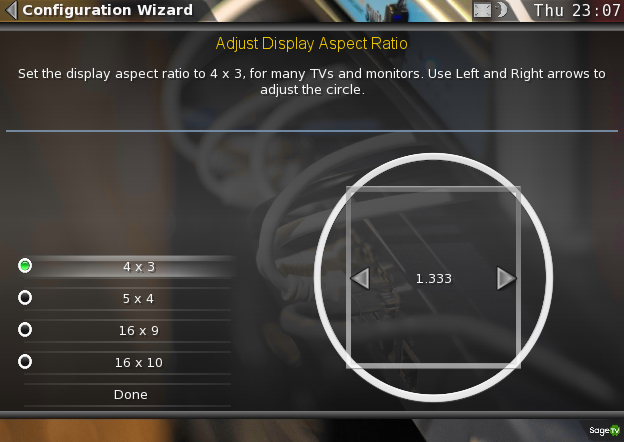 Configuration Wizard
Thu 23:07
Adjust Display Aspect Ratio
Set the display aspect ratio to 4 x 3, for many TVs and monitors. Use Left and Right arrows to
adjust the circle.
4 x 3
5 x 4
16 x 9
16 x 10
Done
1.333
SageTV